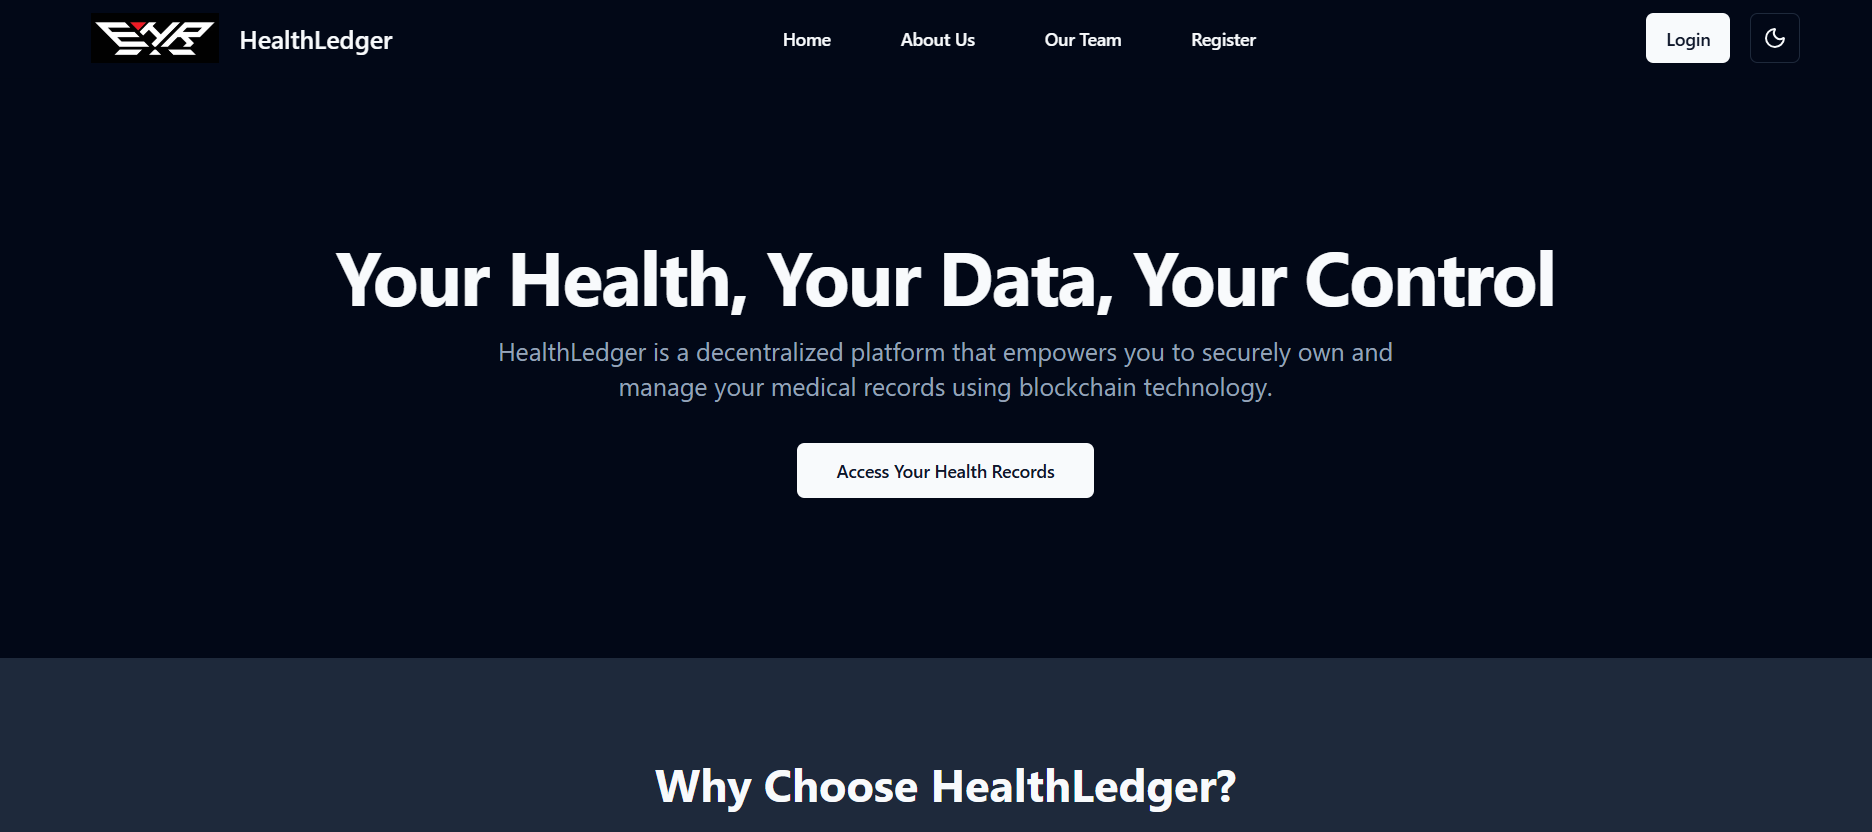 EXR
HealthLedger
Home
About Us
Our Team
Register
Login
Your Health, Your Data, Your Control
HealthLedger is a decentralized platform that empowers you to securely own and
manage your medical records using blockchain technology.
Access Your Health Records
Why Choose HealthLedger?